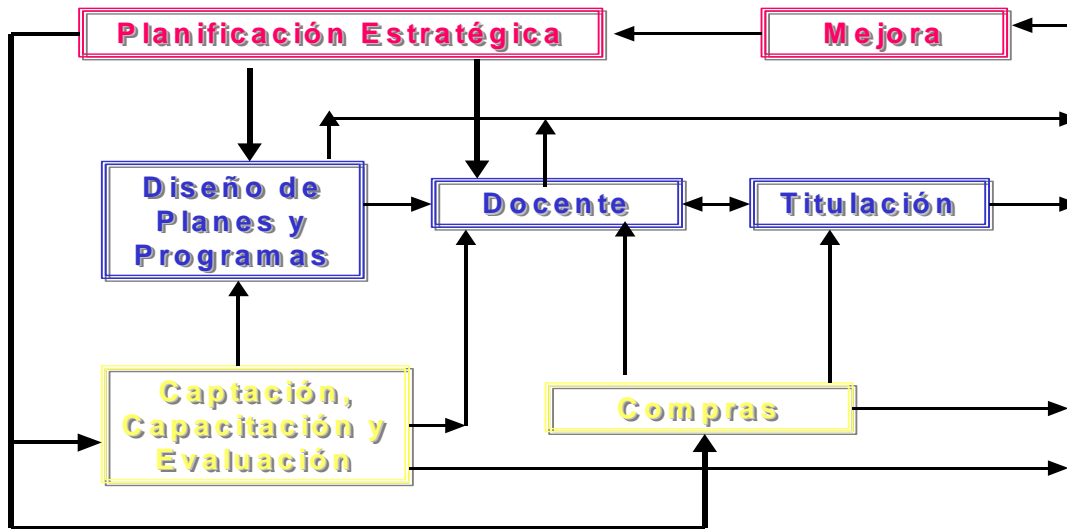 Planificación Estratégica
Mejora
Diseño de
Planes y
Programas
Docente
Titulación
Captación,
Capacitación y
Evaluación
Compras